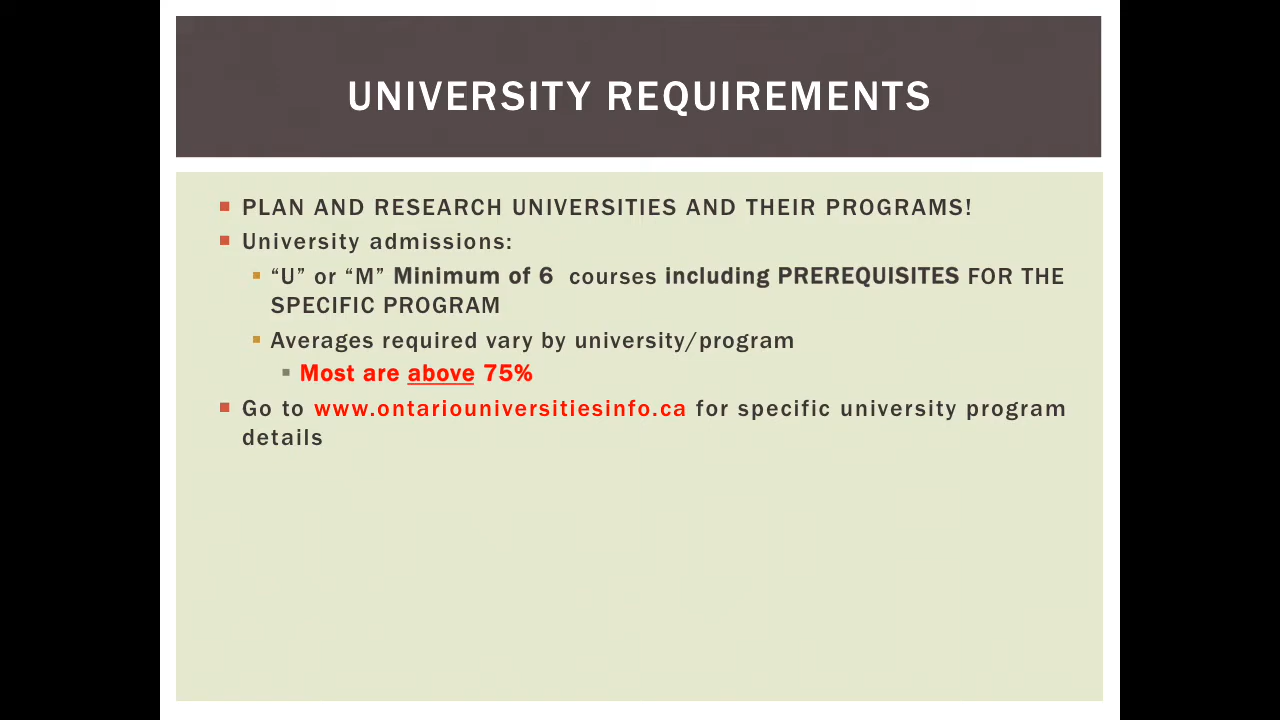 UNIVERSITY REQUIREMENTS
PLAN AND RESEARCH UNIVERSITIES AND THEIR PROGRAMS!
University admissions:
“U” or “M” Minimum of 6 courses including PREREQUISITES FOR THE
SPECIFIC PROGRAM
Averages required vary by university/program
Most are above 75%
Go to www.ontariouniversitiesinfo.ca for specific university program
details